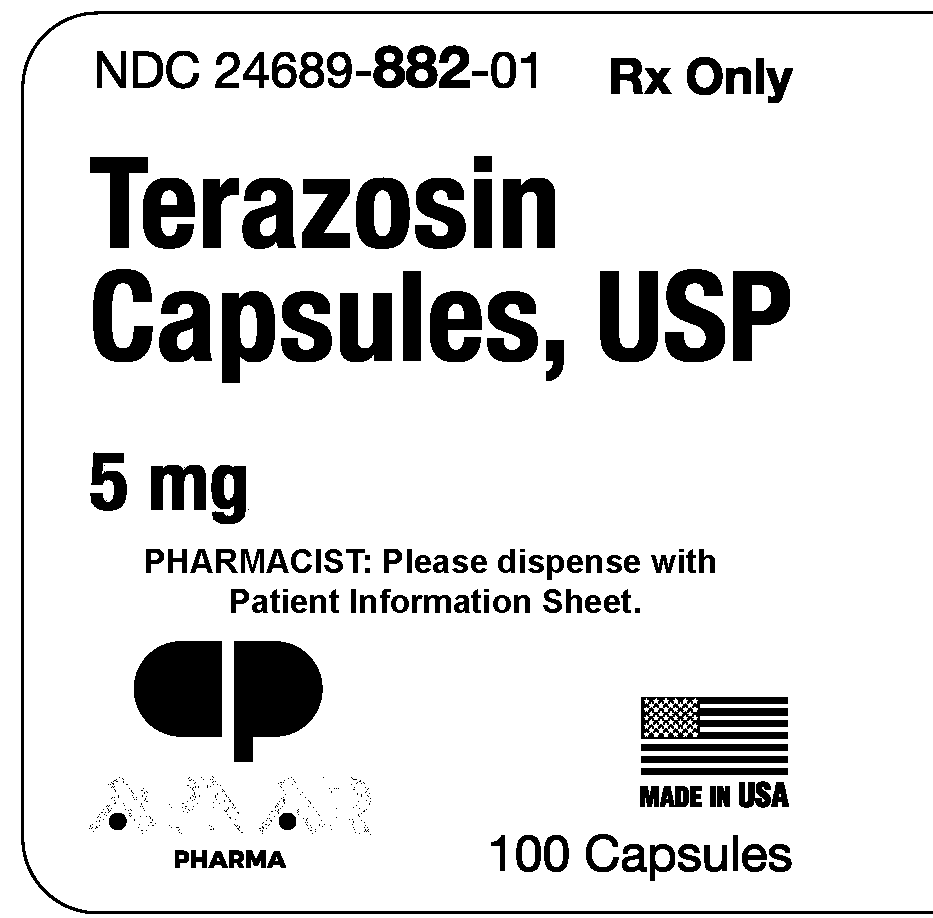 NDC 24689-882-01 Rx Only
Terazosin
Capsules, USP
5 mg
PHARMACIST: Please dispense with
Patient Information Sheet.
PHARMA
MADE IN USA
100 Capsules